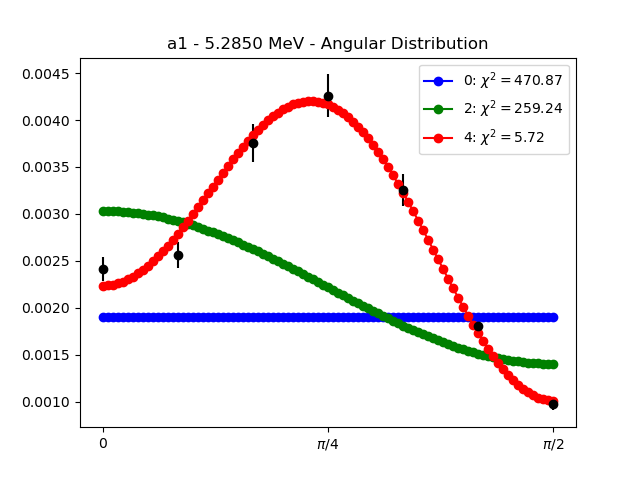 a1 - 5.2850 MeV - Angular Distribution
0.0045
0.0040
0.0035
0.0030
0.0025
0.0020
0.0015
0.0010
0: χ² = 470.87
2: χ² = 259.24
4: χ² = 5.72
0
π/4
π/2